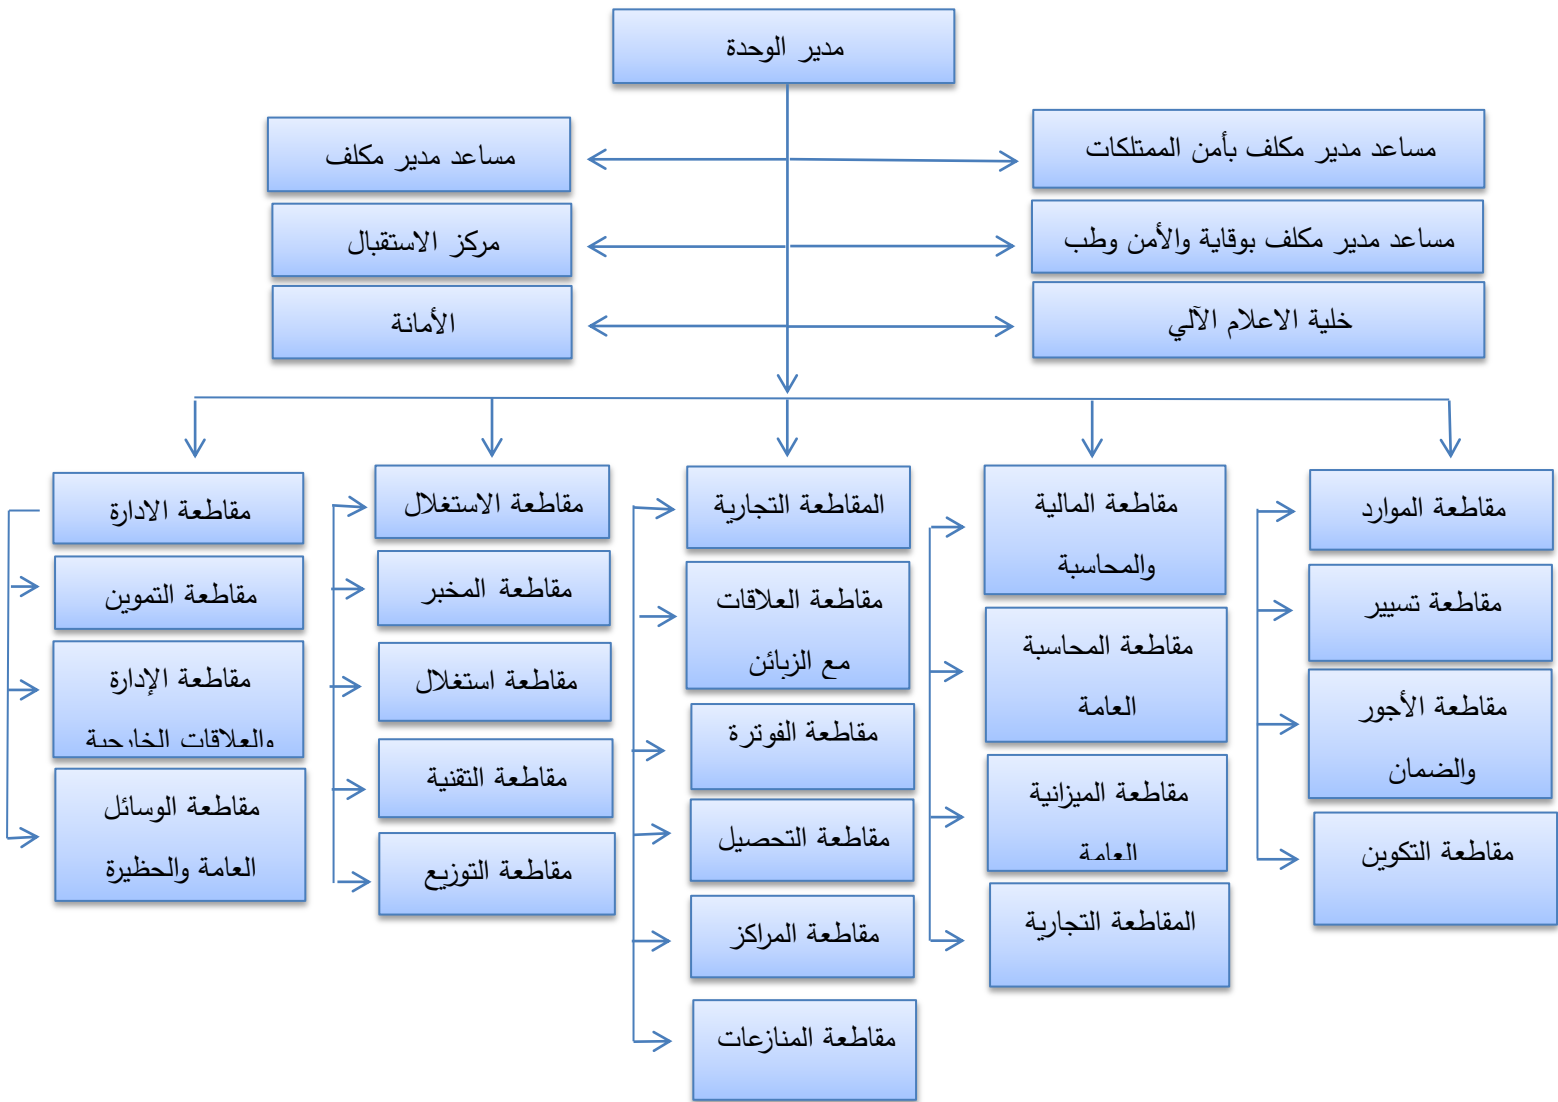 مدير الوحدة
مساعد مدير مكلف بأمن الممتلكات
مساعد مدير مكلف
مساعد مدير مكلف بوقاية والأمن وطب
مركز الاستقبال
خلية الاعلام الآلي
الأمانة
مقاطعة الموارد
مقاطعة تسيير
مقاطعة الأجور
والضمان
مقاطعة التكوين
مقاطعة المالية
والمحاسبة
مقاطعة المحاسبة
العامة
مقاطعة الميزانية
العامة
المقاطعة التجارية
المقاطعة التجارية
مقاطعة العلاقات
مع الزبائن
مقاطعة الفوترة
مقاطعة التحصيل
مقاطعة المراكز
مقاطعة المنازعات
مقاطعة الاستغلال
مقاطعة المخبر
مقاطعة استغلال
مقاطعة التقنية
مقاطعة التوزيع
مقاطعة الادارة
مقاطعة التموين
مقاطعة الإدارة
والعلاقات الخارجية
مقاطعة الوسائل
العامة والحظيرة